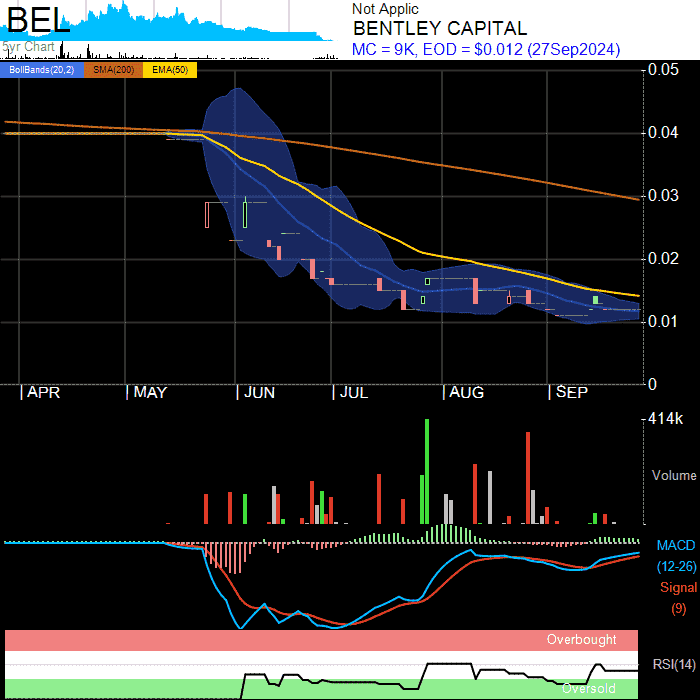 BEL
5yr Chart
Not Applic
BENTLEY CAPITAL
MC = 9K, EOD = $0.012 (27Sep2024)
BollBands(20,2) SMA(200) EMA(50)
0.05
0.04
0.03
0.02
0.01
0
APR MAY JUN JUL AUG SEP
414k
Volume
MACD
(12-26)
Signal
(9)
Overbought
RSI(14)
Oversold